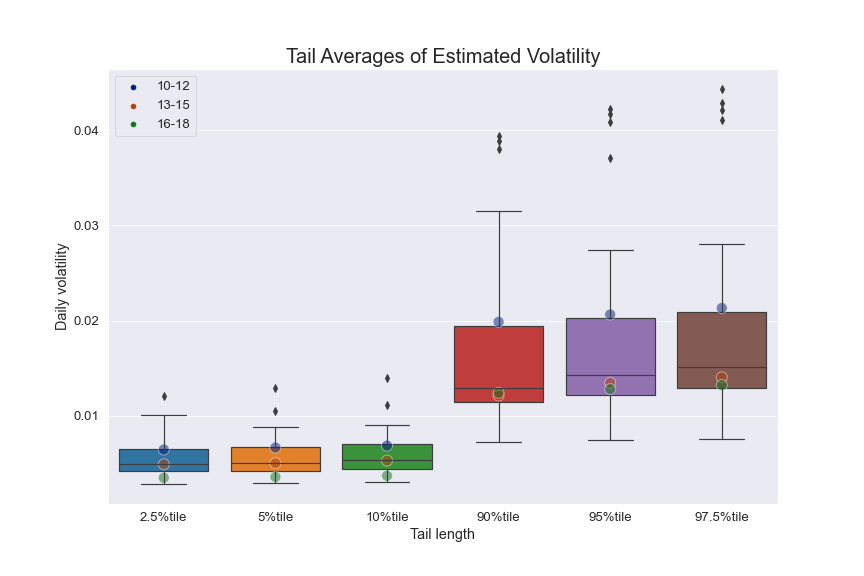 Tail Averages of Estimated Volatility
10-12
13-15
16-18
0.04
0.03
0.02
0.01
Daily volatility
2.5%tile 5%tile 10%tile 90%tile 95%tile 97.5%tile
Tail length